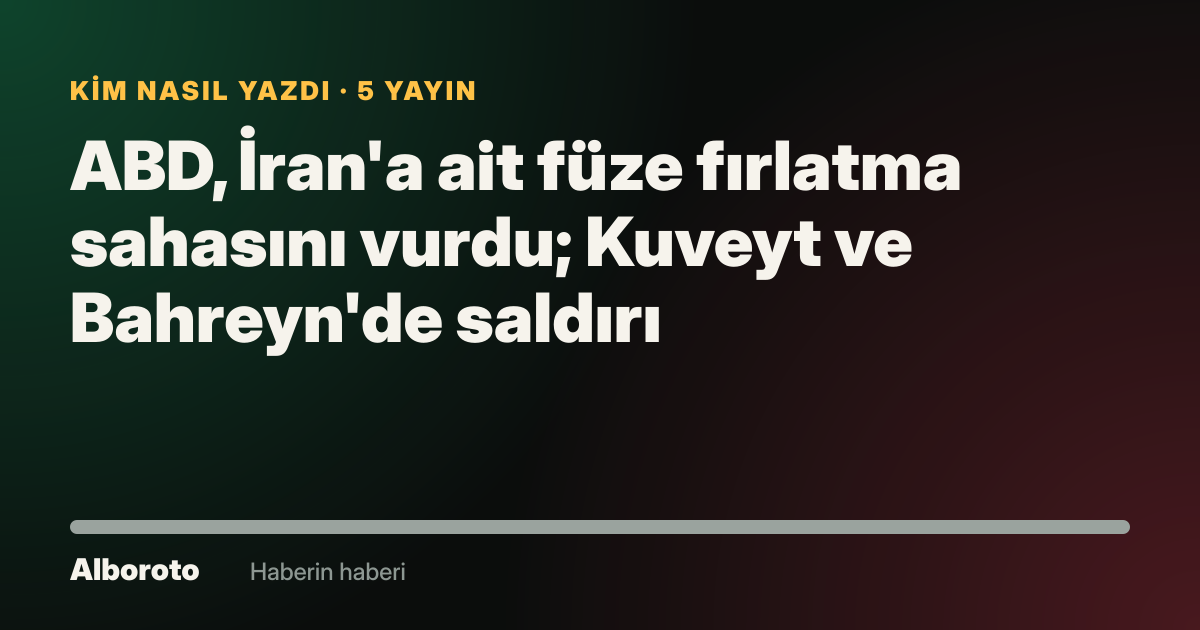 KİM NASIL YAZDI · 5 YAYIN
ABD, İran'a ait füze fırlatma
sahasını vurdu; Kuveyt ve
Bahreyn'de saldırı
Alboroto
Haberin haberi